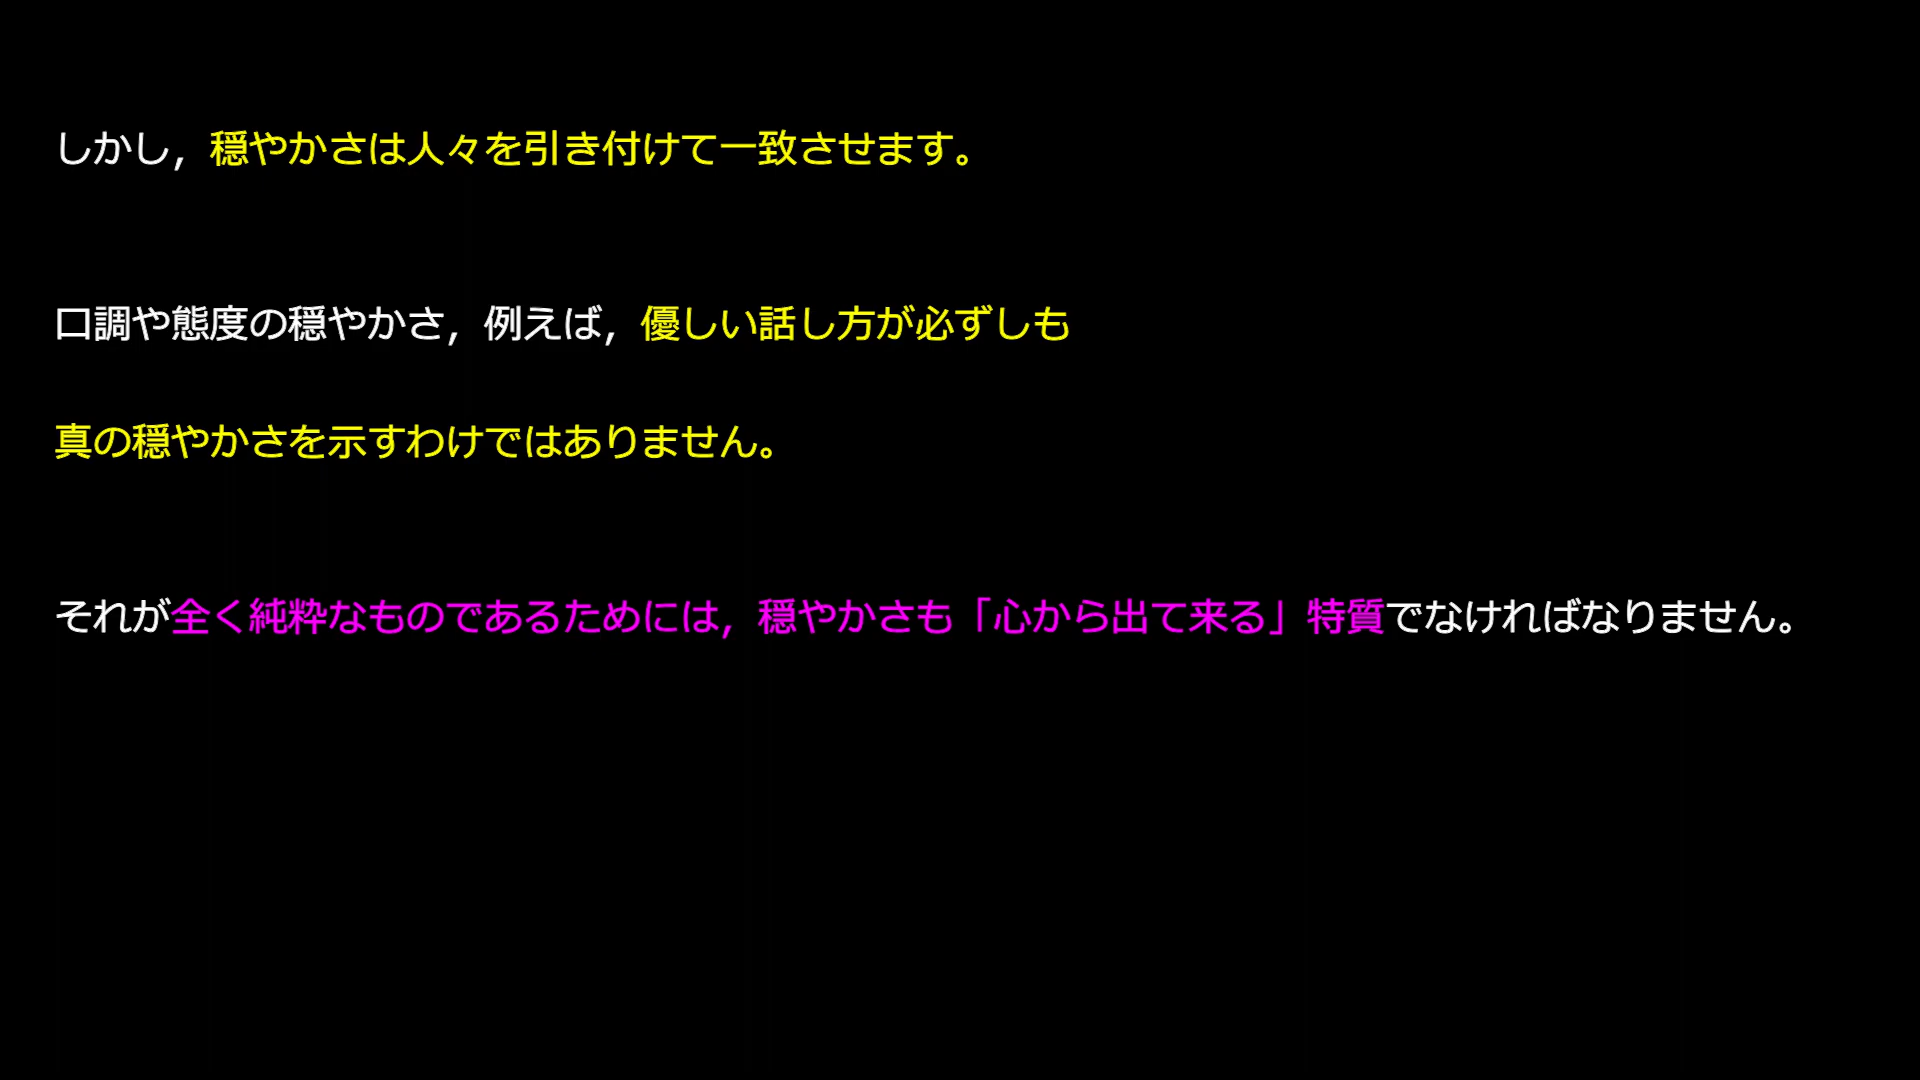 しかし，穏やかさは人々を引き付けて一致させます。
口調や態度の穏やかさ，例えば，優しい話し方が必ずしも
真の穏やかさを示すわけではありません。
それが全く純粋なものであるためには，穏やかさも「心から出て来る」特質でなければなりません。